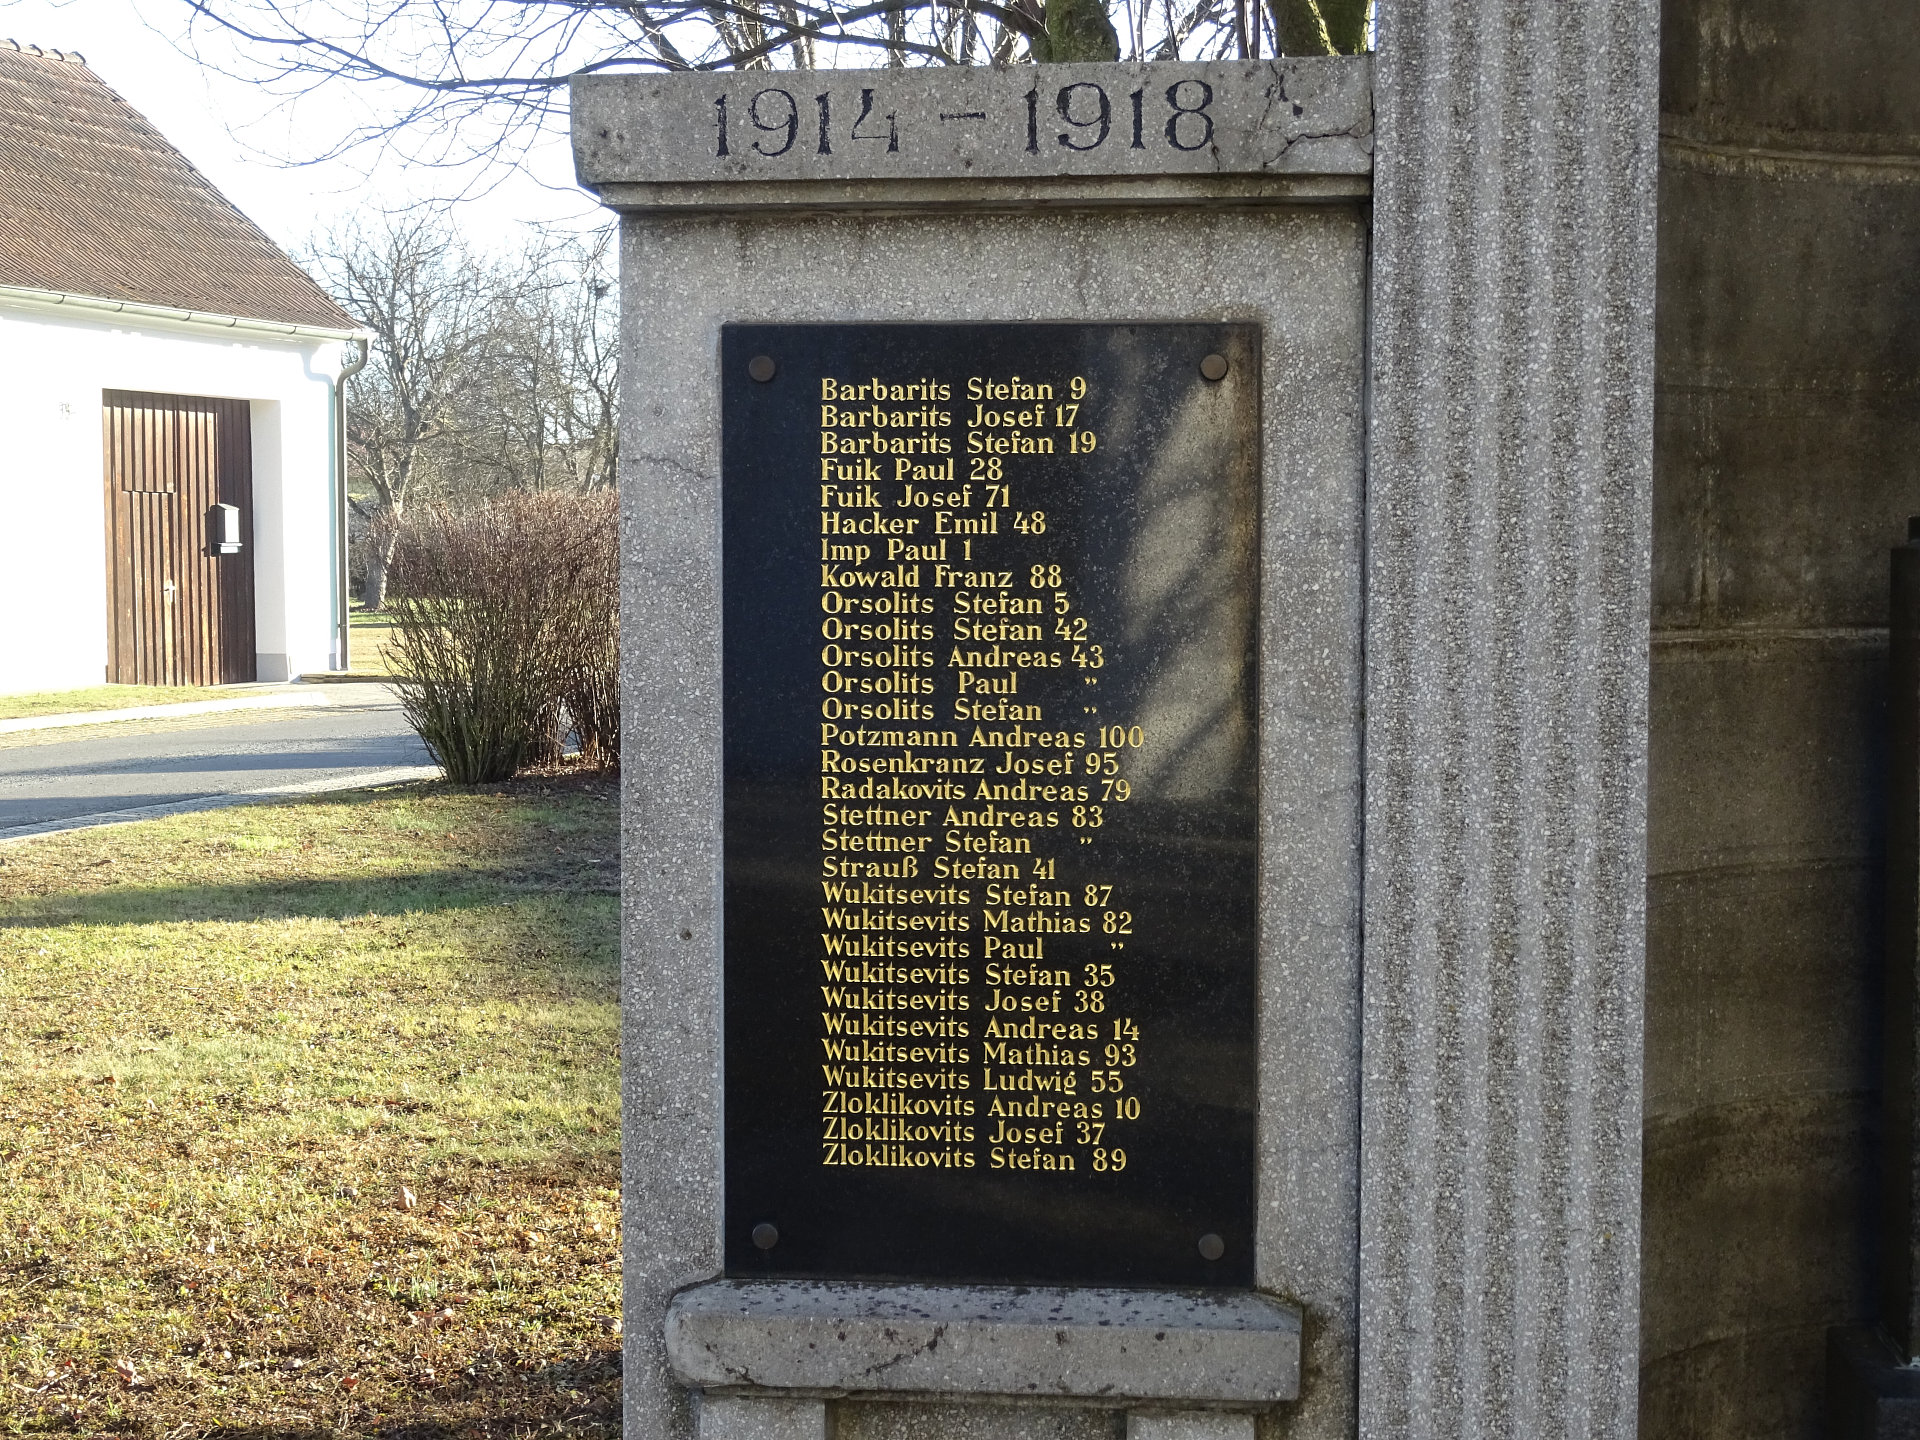 1914 - 1918
Barbarits Stefan 9
Barbarits Josef 17
Barbarits Stefan 19
Fuik Paul 28
Fuik Josef 71
Hacker Emil 48
Imp Paul 1
Kowald Franz 88
Orsolits Stefan 5
Orsolits Stefan 42
Orsolits Andreas 43
Orsolits Paul "
Orsolits Stefan "
Potzmann Andreas 100
Rosenkranz Josef 95
Radakovits Andreas 79
Stettner Andreas 83
Stettner Stefan "
Strauß Stefan 41
Wukitsevits Stefan 87
Wukitsevits Mathias 82
Wukitsevits Paul "
Wukitsevits Stefan 35
Wukitsevits Josef 38
Wukitsevits Andreas 14
Wukitsevits Mathias 93
Wukitsevits Ludwig 55
Zloklikovits Andreas 10
Zloklikovits Josef 37
Zloklikovits Stefan 89